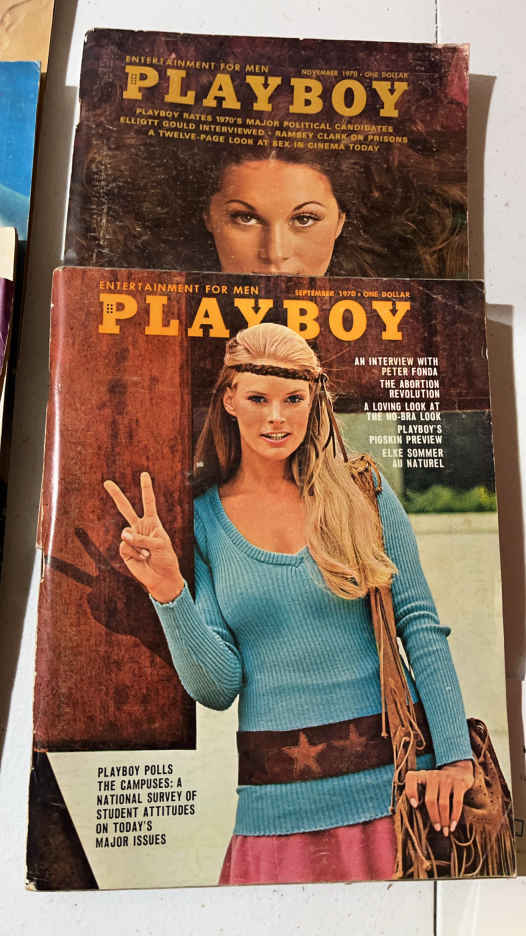 ENTERTAINMENT FOR MEN
NOVEMBER 1970 • ONE DOLLAR
PLAYBOY
PLAYBOY RATES 1970'S MAJOR POLITICAL CANDIDATES
ELLIOTT GOULD INTERVIEWED • RAMSEY CLARK ON PRISONS
A TWELVE-PAGE LOOK AT SEX IN CINEMA TODAY
ENTERTAINMENT FOR MEN
SEPTEMBER 1970 • ONE DOLLAR
PLAYBOY
AN INTERVIEW WITH
PETER FONDA
THE ABORTION
REVOLUTION
A LOVING LOOK AT
THE NO-BRA LOOK
PLAYBOY'S
PIGSKIN PREVIEW
ELKE SOMMER
AU NATUREL
PLAYBOY POLLS
THE CAMPUSES: A
NATIONAL SURVEY OF
STUDENT ATTITUDES
ON TODAY'S
MAJOR ISSUES